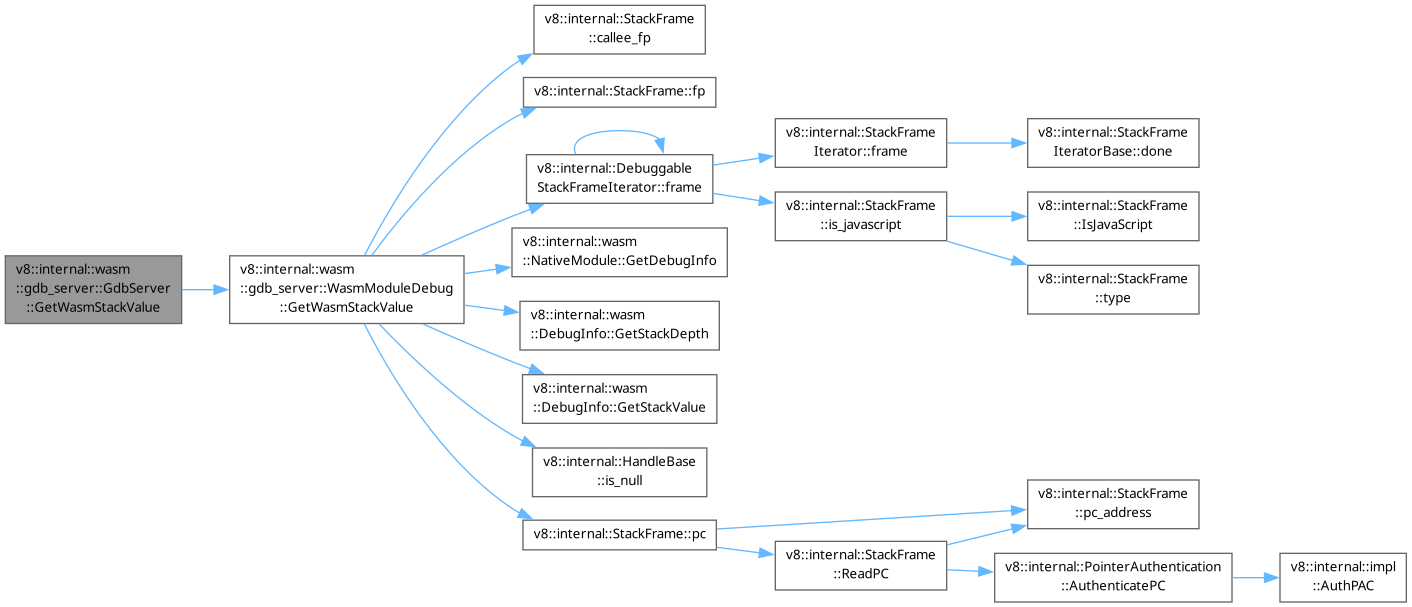 v8::internal::StackFrame
::callee_fp
v8::internal::StackFrame::fp
v8::internal::StackFrame
Iterator::frame
v8::internal::StackFrame
IteratorBase::done
v8::internal::Debuggable
StackFrameIterator::frame
v8::internal::StackFrame
::is_javascript
v8::internal::StackFrame
::IsJavaScript
v8::internal::wasm
::NativeModule::GetDebugInfo
v8::internal::wasm
::gdb_server::GdbServer
::GetWasmStackValue
v8::internal::wasm
::gdb_server::WasmModuleDebug
::GetWasmStackValue
v8::internal::StackFrame
::type
v8::internal::wasm
::DebugInfo::GetStackDepth
v8::internal::wasm
::DebugInfo::GetStackValue
v8::internal::HandleBase
::is_null
v8::internal::StackFrame
::pc_address
v8::internal::StackFrame::pc
v8::internal::StackFrame
::ReadPC
v8::internal::PointerAuthentication
::AuthenticatePC
v8::internal::impl
::AuthPAC